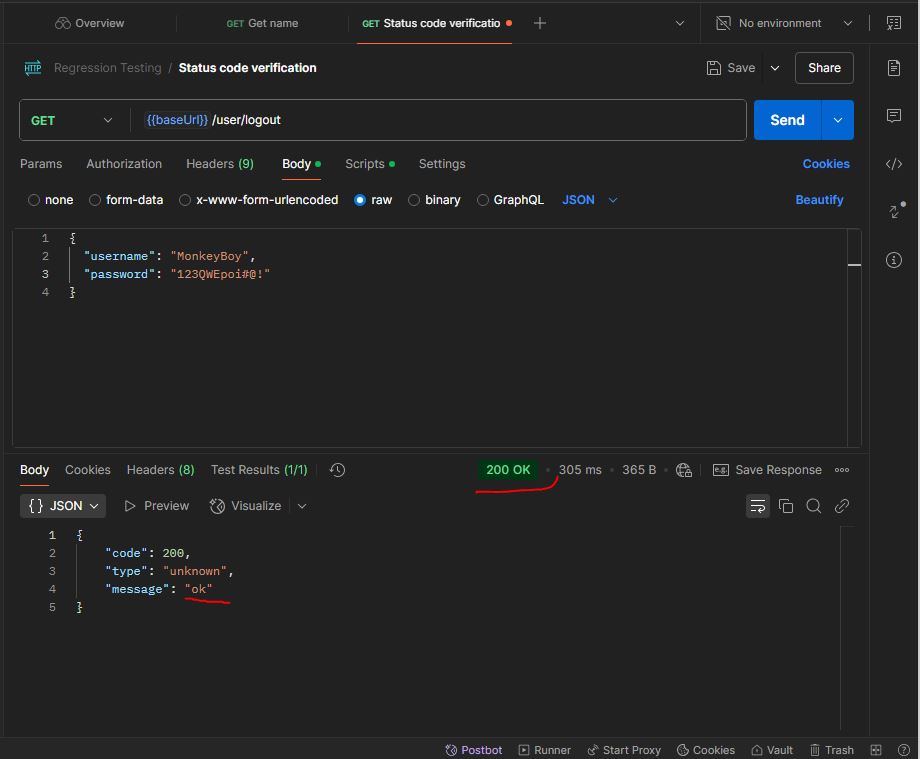 Overview
GET Get name
GET Status code verificatio
No environment
HTTP
Regression Testing / Status code verification
Save
Share
GET
{{baseUrl}} /user/logout
Send
Params
Authorization
Headers (9)
Body
Scripts
Settings
Cookies
none
form-data
x-www-form-urlencoded
raw
binary
GraphQL
JSON
Beautify
1 {
2 "username": "MonkeyBoy",
3 "password": "123QWEpoi#@!"
4 }
Body
Cookies
Headers (8)
Test Results (1/1)
200 OK
305 ms
365 B
e.g.
Save Response
{} JSON
Preview
Visualize
1 {
2 "code": 200,
3 "type": "unknown",
4 "message": "ok"
5 }
Postbot
Runner
Start Proxy
Cookies
Vault
Trash